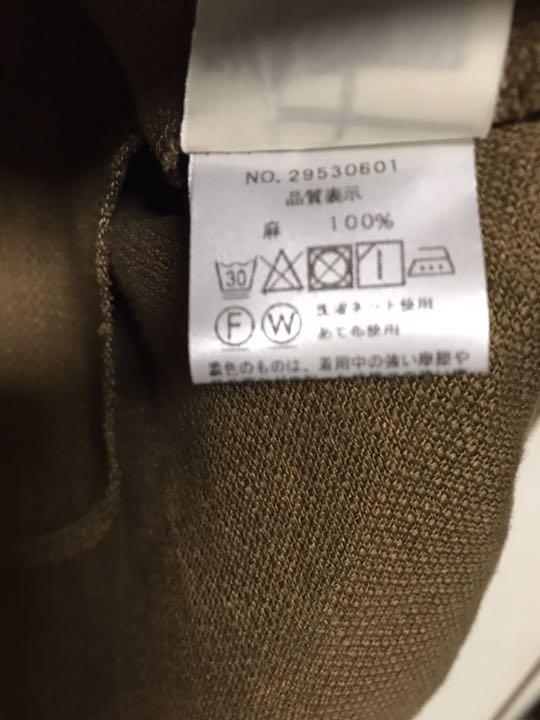 NO. 29530601
品質表示
麻 100%
30
F W 洗濯ネット使用
あて布使用
濃色のものは、着用中の強い摩擦や